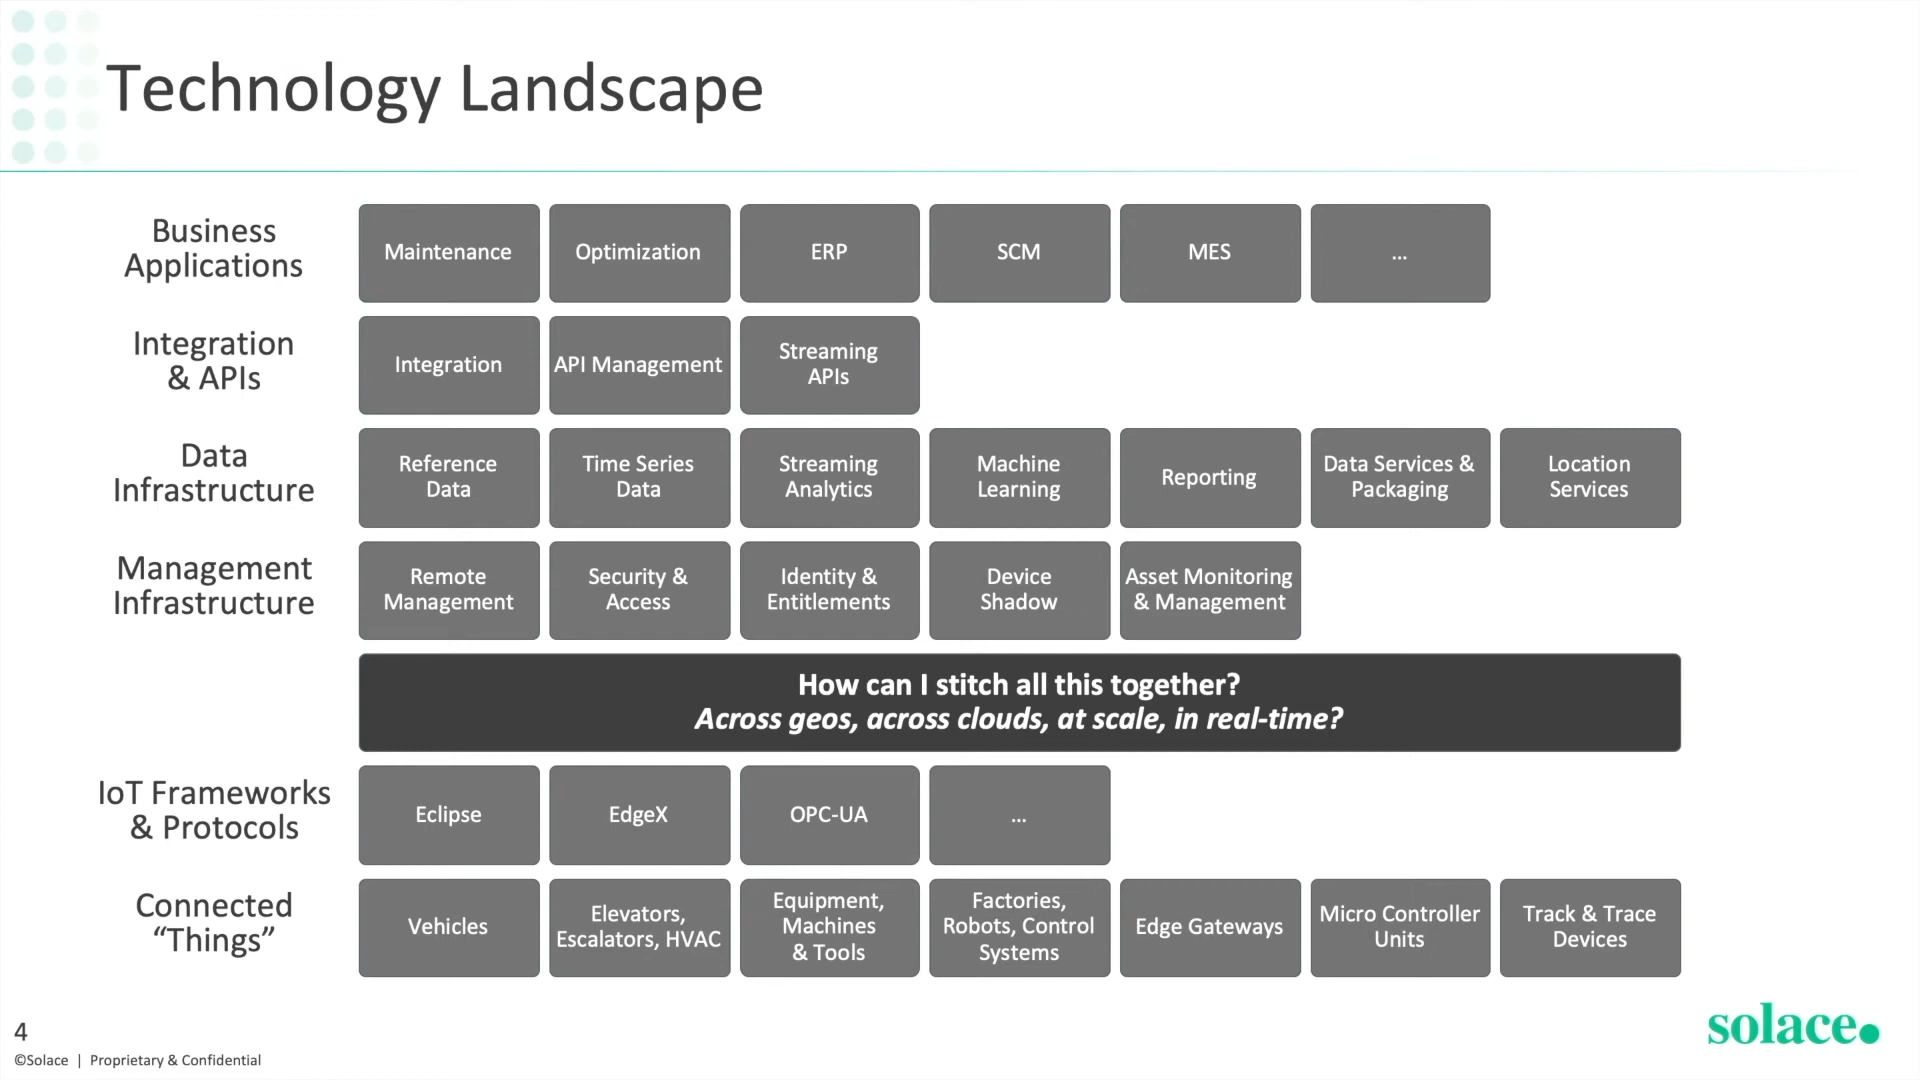 Technology Landscape
Business
Applications
Maintenance
Optimization
ERP
SCM
MES
...
Integration
& APIs
Integration
API Management
Streaming
APIs
Data
Infrastructure
Reference
Data
Time Series
Data
Streaming
Analytics
Machine
Learning
Reporting
Data Services &
Packaging
Location
Services
Management
Infrastructure
Remote
Management
Security &
Access
Identity &
Entitlements
Device
Shadow
Asset Monitoring
& Management
How can I stitch all this together?
Across geos, across clouds, at scale, in real-time?
IoT Frameworks
& Protocols
Eclipse
EdgeX
OPC-UA
...
Connected
“Things”
Vehicles
Elevators,
Escalators, HVAC
Equipment,
Machines
& Tools
Factories,
Robots, Control
Systems
Edge Gateways
Micro Controller
Units
Track & Trace
Devices
4
©Solace | Proprietary & Confidential
solace.